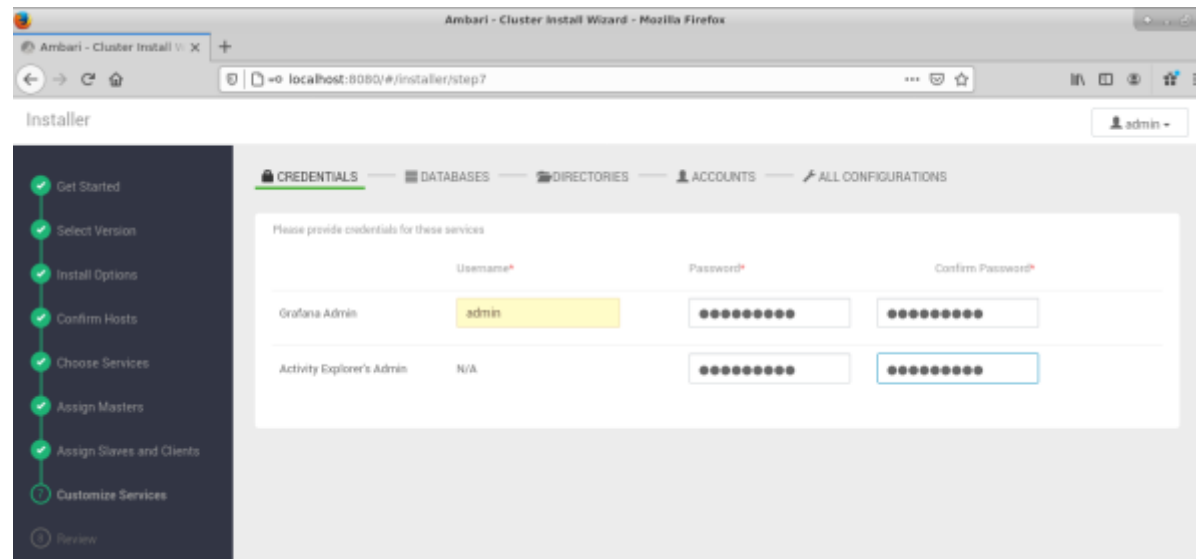 Ambari - Cluster Install Wizard - Mozilla Firefox
Ambari - Cluster Install
localhost:8080/#/installer/step7
Installer
admin
Get Started
Select Version
Install Options
Confirm Hosts
Choose Services
Assign Masters
Assign Slaves and Clients
7 Customize Services
8 Review
CREDENTIALS DATABASES DIRECTORIES ACCOUNTS ALL CONFIGURATIONS
Please provide credentials for these services
Username* Password* Confirm Password*
Grafana Admin admin ●●●●●●●●● ●●●●●●●●●
Activity Explorer's Admin N/A ●●●●●●●●● ●●●●●●●●●